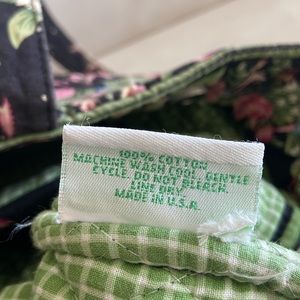 100% COTTON
MACHINE WASH COOL, GENTLE
CYCLE. DO NOT BLEACH.
LINE DRY
MADE IN U.S.A.